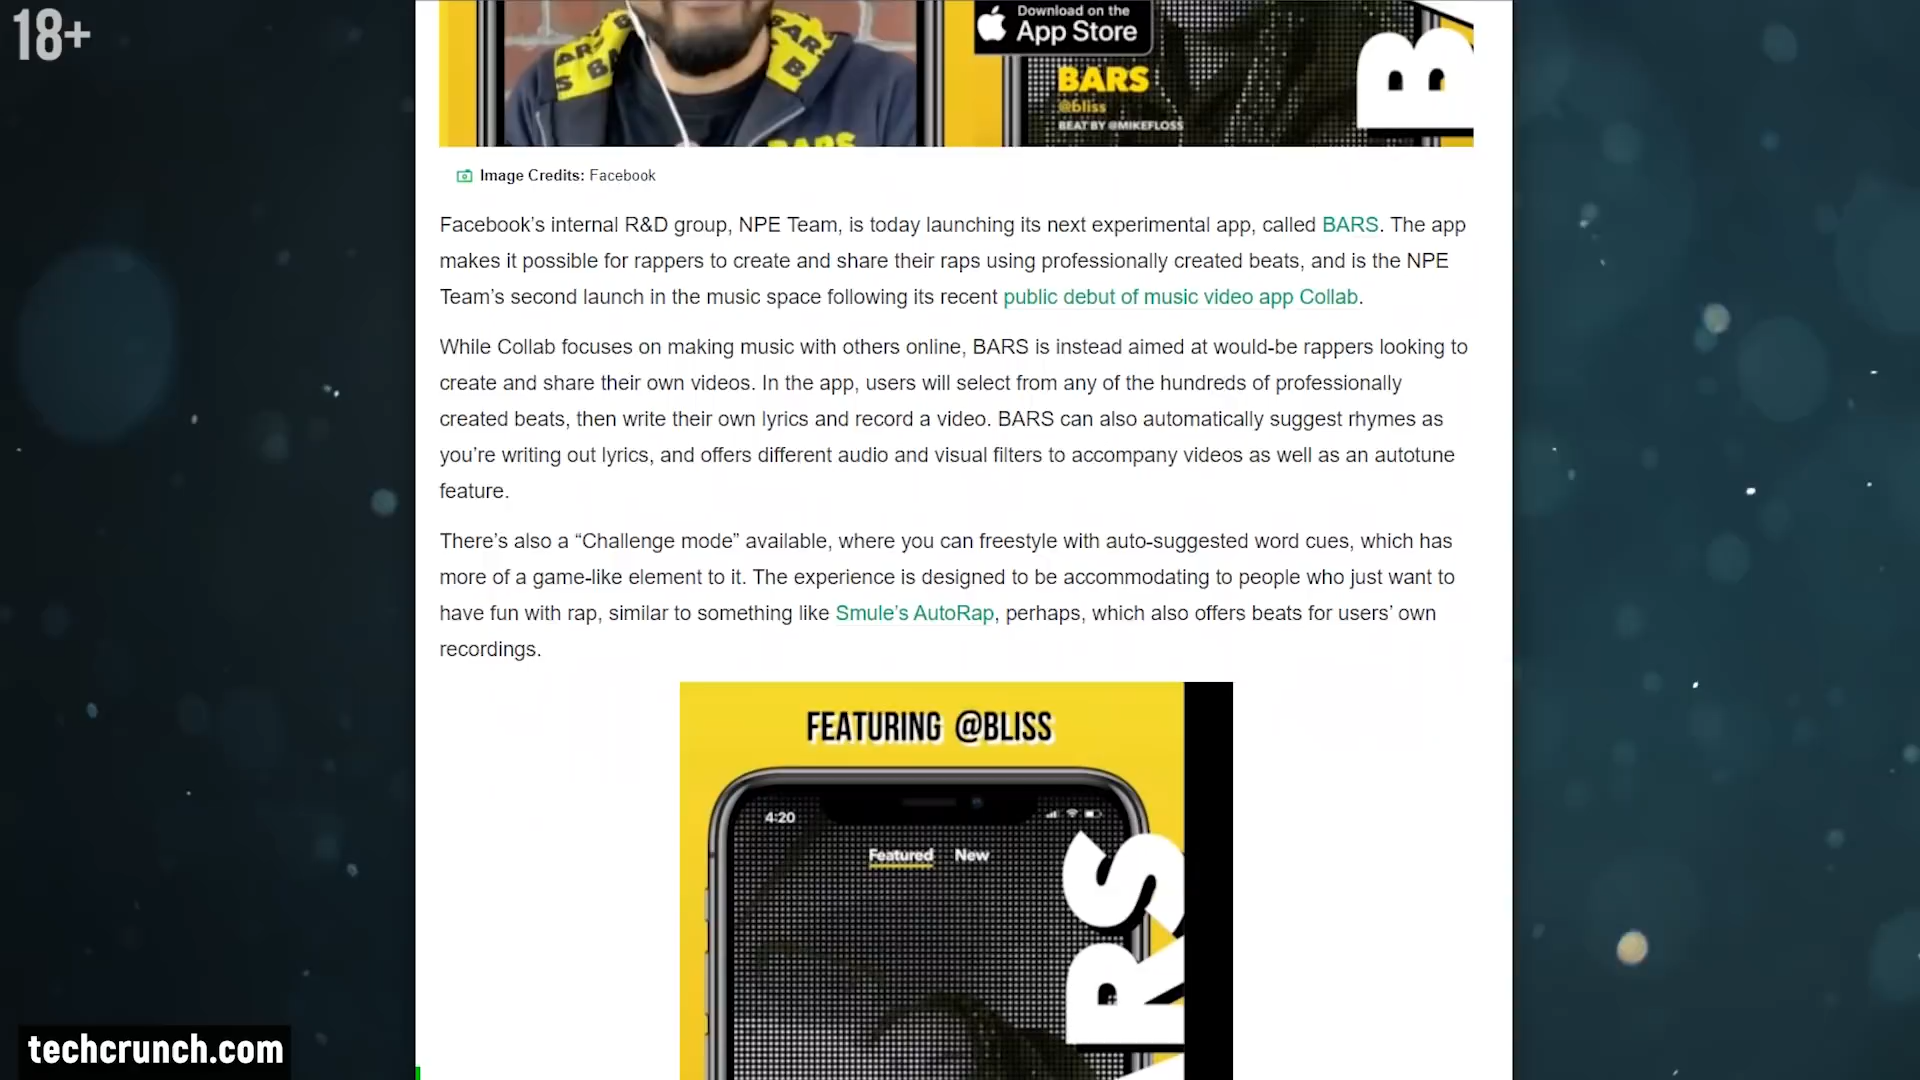 18+
Download on the
App Store
BARS
@bliss
BEAT BY @MIKEFLOSS
B
BARS
Image Credits: Facebook
Facebook’s internal R&D group, NPE Team, is today launching its next experimental app, called BARS. The app
makes it possible for rappers to create and share their raps using professionally created beats, and is the NPE
Team’s second launch in the music space following its recent public debut of music video app Collab.
While Collab focuses on making music with others online, BARS is instead aimed at would-be rappers looking to
create and share their own videos. In the app, users will select from any of the hundreds of professionally
created beats, then write their own lyrics and record a video. BARS can also automatically suggest rhymes as
you’re writing out lyrics, and offers different audio and visual filters to accompany videos as well as an autotune
feature.
There’s also a “Challenge mode” available, where you can freestyle with auto-suggested word cues, which has
more of a game-like element to it. The experience is designed to be accommodating to people who just want to
have fun with rap, similar to something like Smule’s AutoRap, perhaps, which also offers beats for users’ own
recordings.
FEATURING @BLISS
4:20
Featured New
ARS
techcrunch.com